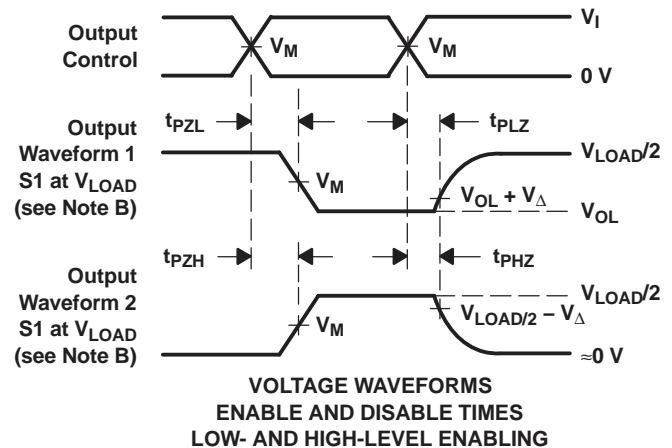 Output
Control
V_M
V_M
V_I
0 V
t_PZL
t_PLZ
Output
Waveform 1
S1 at V_LOAD
(see Note B)
V_M
V_LOAD/2
V_OL + V_Δ
V_OL
t_PZH
t_PHZ
Output
Waveform 2
S1 at V_LOAD
(see Note B)
V_M
V_LOAD/2
V_LOAD/2 – V_Δ
≈0 V
VOLTAGE WAVEFORMS
ENABLE AND DISABLE TIMES
LOW- AND HIGH-LEVEL ENABLING